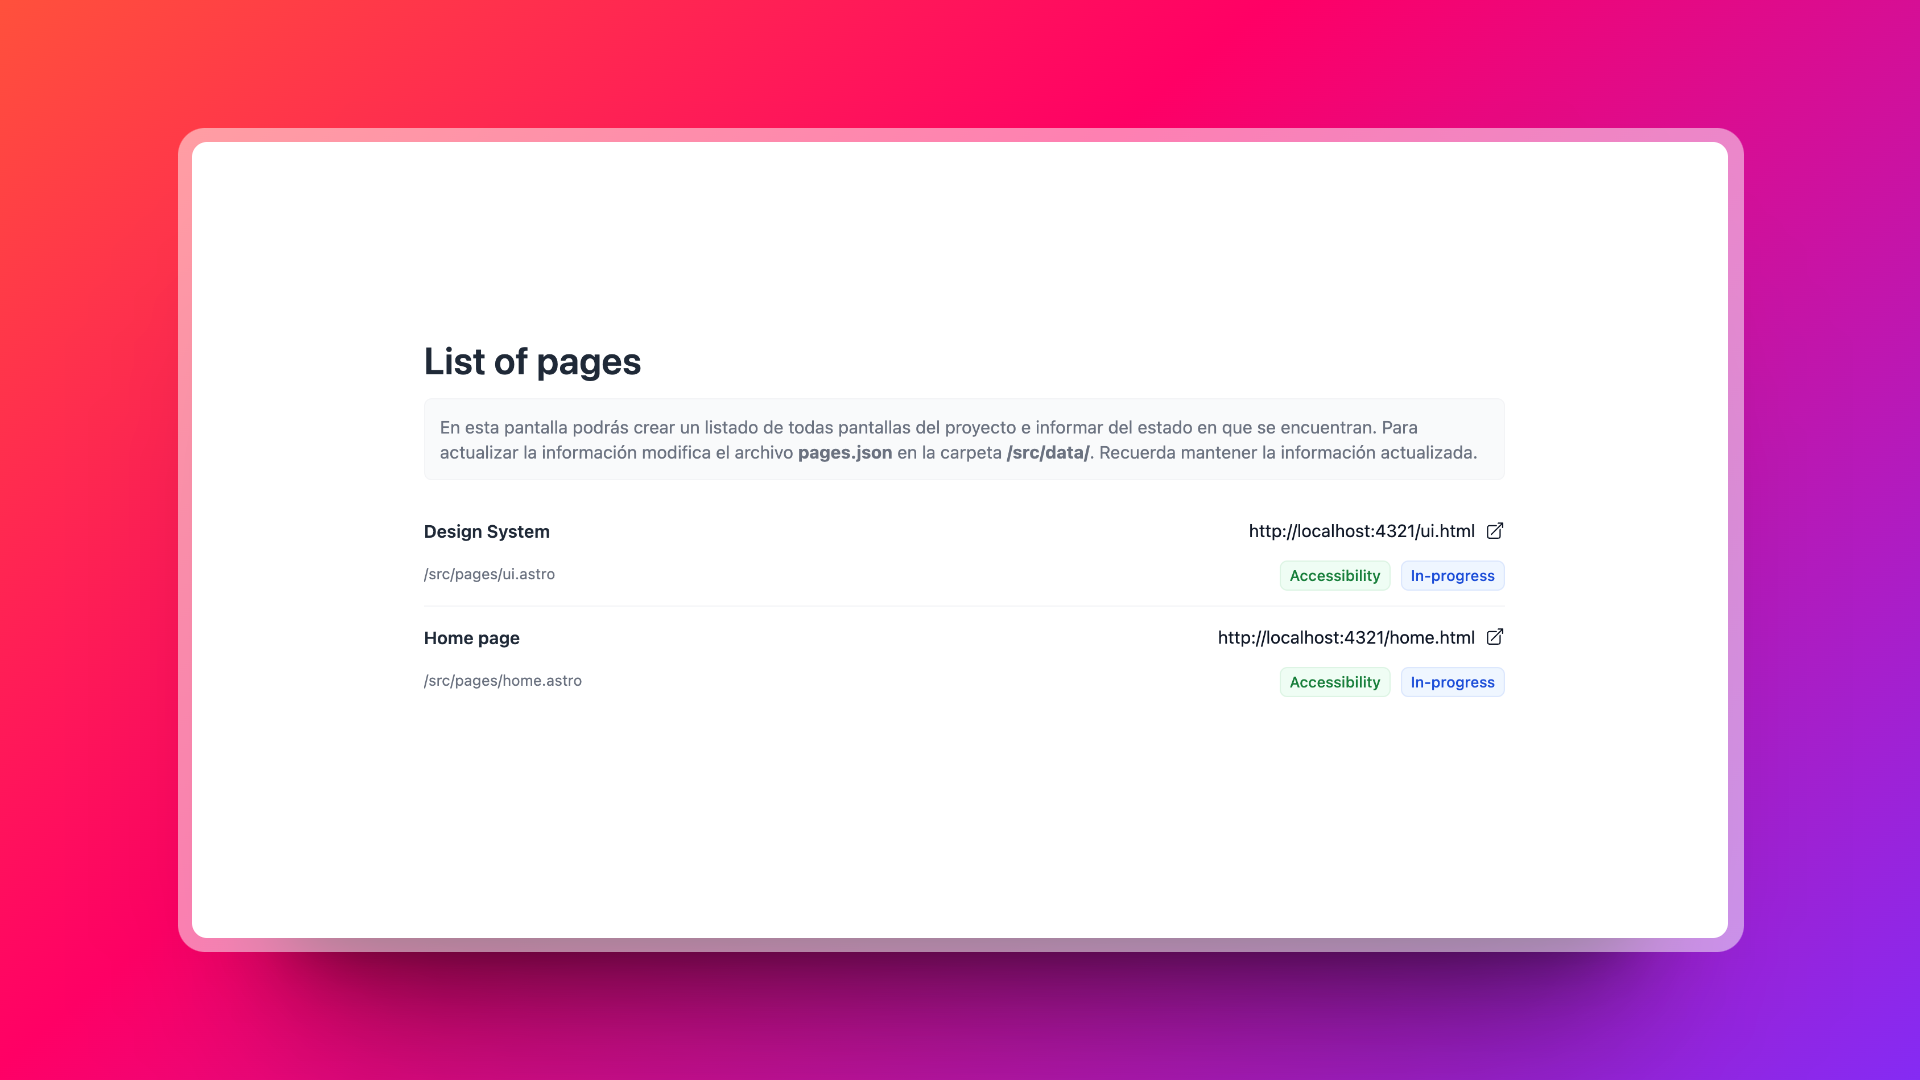 List of pages
En esta pantalla podrás crear un listado de todas pantallas del proyecto e informar del estado en que se encuentran. Para
actualizar la información modifica el archivo pages.json en la carpeta /src/data/. Recuerda mantener la información actualizada.
Design System
http://localhost:4321/ui.html
/src/pages/ui.astro
Accessibility
In-progress
Home page
http://localhost:4321/home.html
/src/pages/home.astro
Accessibility
In-progress